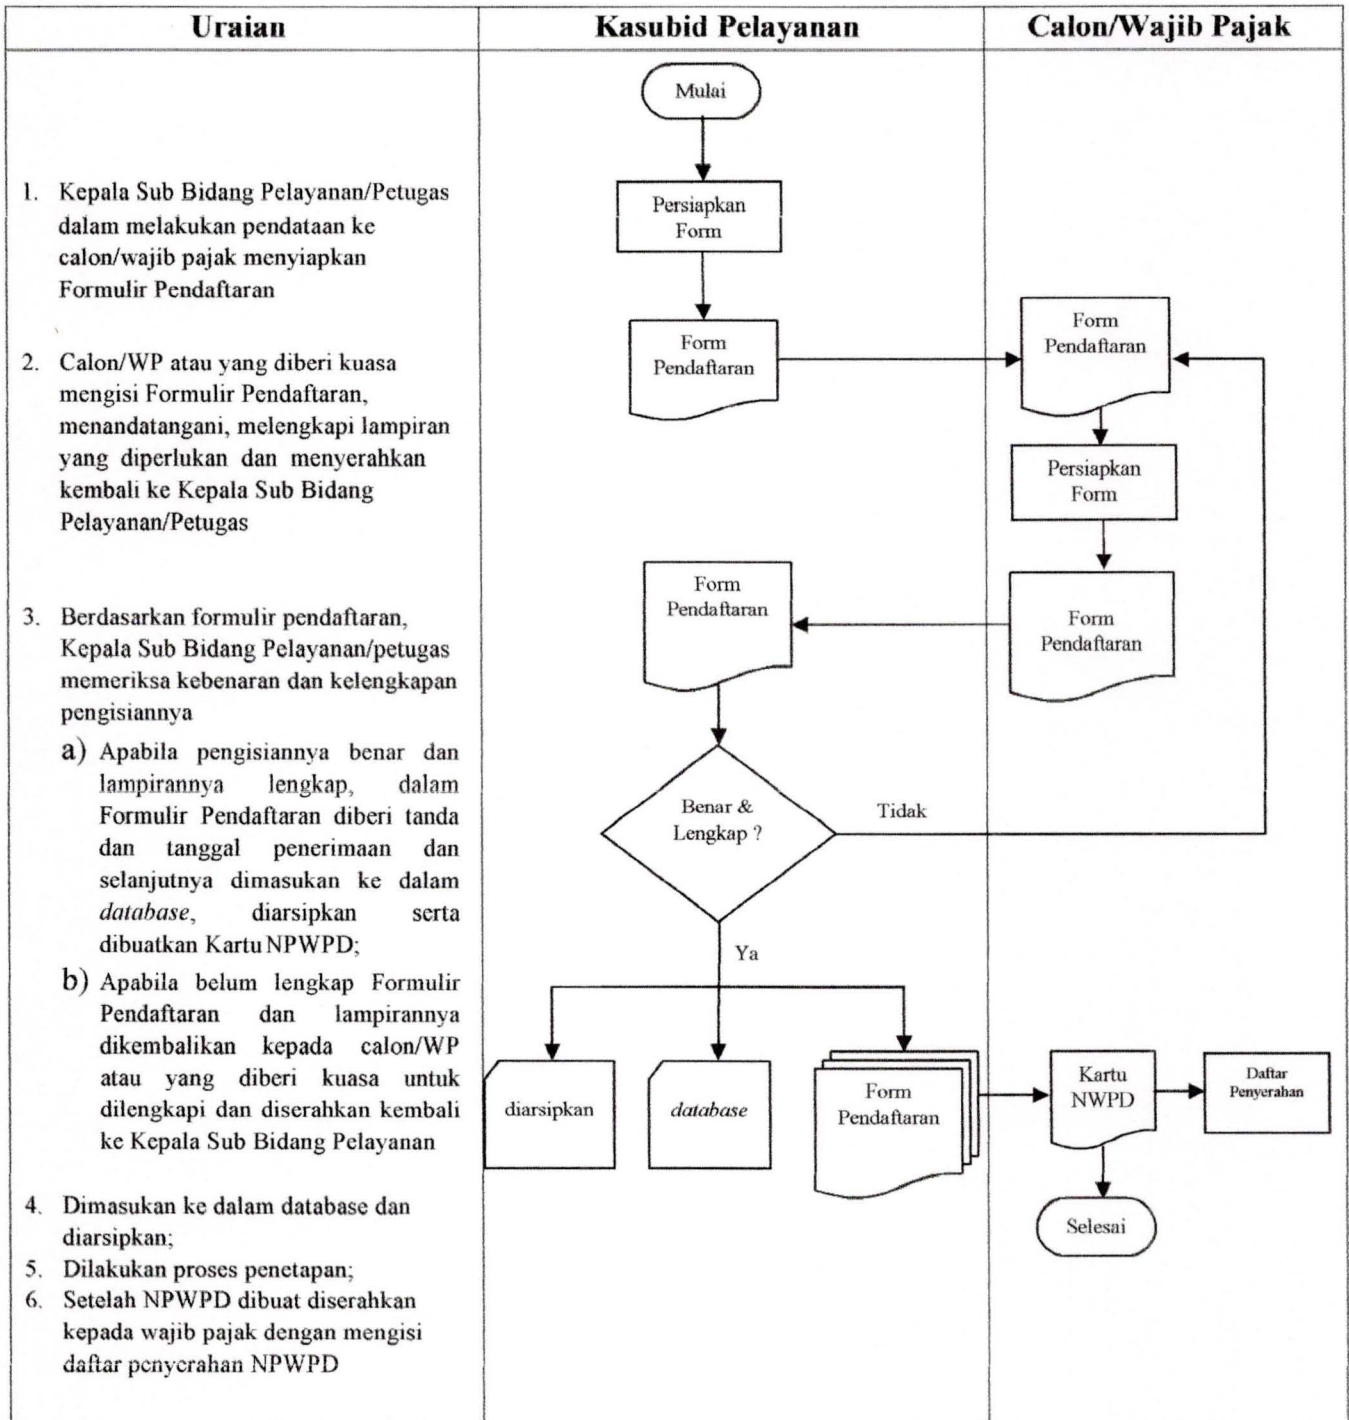 Uraian
Kasubid Pelayanan
Calon/Wajib Pajak
1. Kepala Sub Bidang Pelayanan/Petugas
dalam melakukan pendataan ke
calon/wajib pajak menyiapkan
Formulir Pendaftaran
2. Calon/WP atau yang diberi kuasa
mengisi Formulir Pendaftaran,
menandatangani, melengkapi lampiran
yang diperlukan dan menyerahkan
kembali ke Kepala Sub Bidang
Pelayanan/Petugas
3. Berdasarkan formulir pendaftaran,
Kepala Sub Bidang Pelayanan/petugas
memeriksa kebenaran dan kelengkapan
pengisiannya
a) Apabila pengisiannya benar dan
lampirannya lengkap, dalam
Formulir Pendaftaran diberi tanda
dan tanggal penerimaan dan
selanjutnya dimasukan ke dalam
database, diarsipkan serta
dibuatkan Kartu NPWPD;
b) Apabila belum lengkap Formulir
Pendaftaran dan lampirannya
dikembalikan kepada calon/WP
atau yang diberi kuasa untuk
dilengkapi dan diserahkan kembali
ke Kepala Sub Bidang Pelayanan
4. Dimasukan ke dalam database dan
diarsipkan;
5. Dilakukan proses penetapan;
6. Setelah NPWPD dibuat diserahkan
kepada wajib pajak dengan mengisi
daftar penyerahan NPWPD
Mulai
Persiapkan
Form
Form
Pendaftaran
Form
Pendaftaran
Persiapkan
Form
Form
Pendaftaran
Form
Pendaftaran
Benar &
Lengkap ?
Tidak
Ya
diarsipkan
database
Form
Pendaftaran
Kartu
NWPD
Daftar
Penyerahan
Selesai